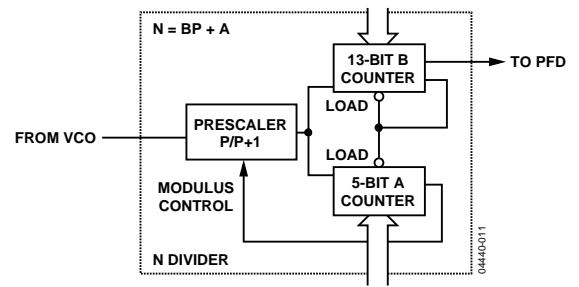 N = BP + A
13-BIT B
COUNTER
TO PFD
LOAD
PRESCALER
P/P+1
FROM VCO
LOAD
MODULUS
CONTROL
5-BIT A
COUNTER
N DIVIDER
04440-011